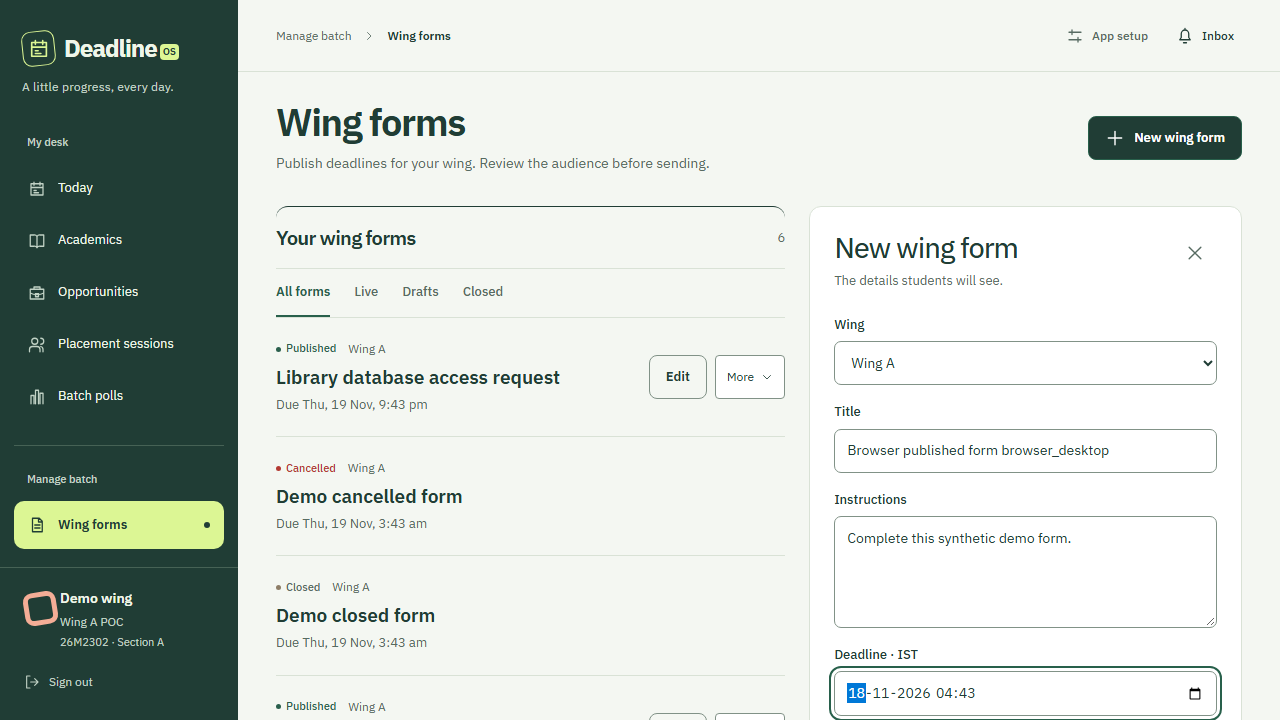 Deadline OS
A little progress, every day.
My desk
Today
Academics
Opportunities
Placement sessions
Batch polls
Manage batch
Wing forms
Demo wing
Wing A POC
26M2302 · Section A
Sign out
Manage batch > Wing forms
App setup
Inbox
Wing forms
Publish deadlines for your wing. Review the audience before sending.
New wing form
Your wing forms
6
All forms Live Drafts Closed
Published Wing A
Library database access request
Due Thu, 19 Nov, 9:43 pm
Edit
More
Cancelled Wing A
Demo cancelled form
Due Thu, 19 Nov, 3:43 am
Closed Wing A
Demo closed form
Due Thu, 19 Nov, 3:43 am
Published Wing A
New wing form
The details students will see.
Wing
Wing A
Title
Browser published form browser_desktop
Instructions
Complete this synthetic demo form.
Deadline · IST
18-11-2026 04:43